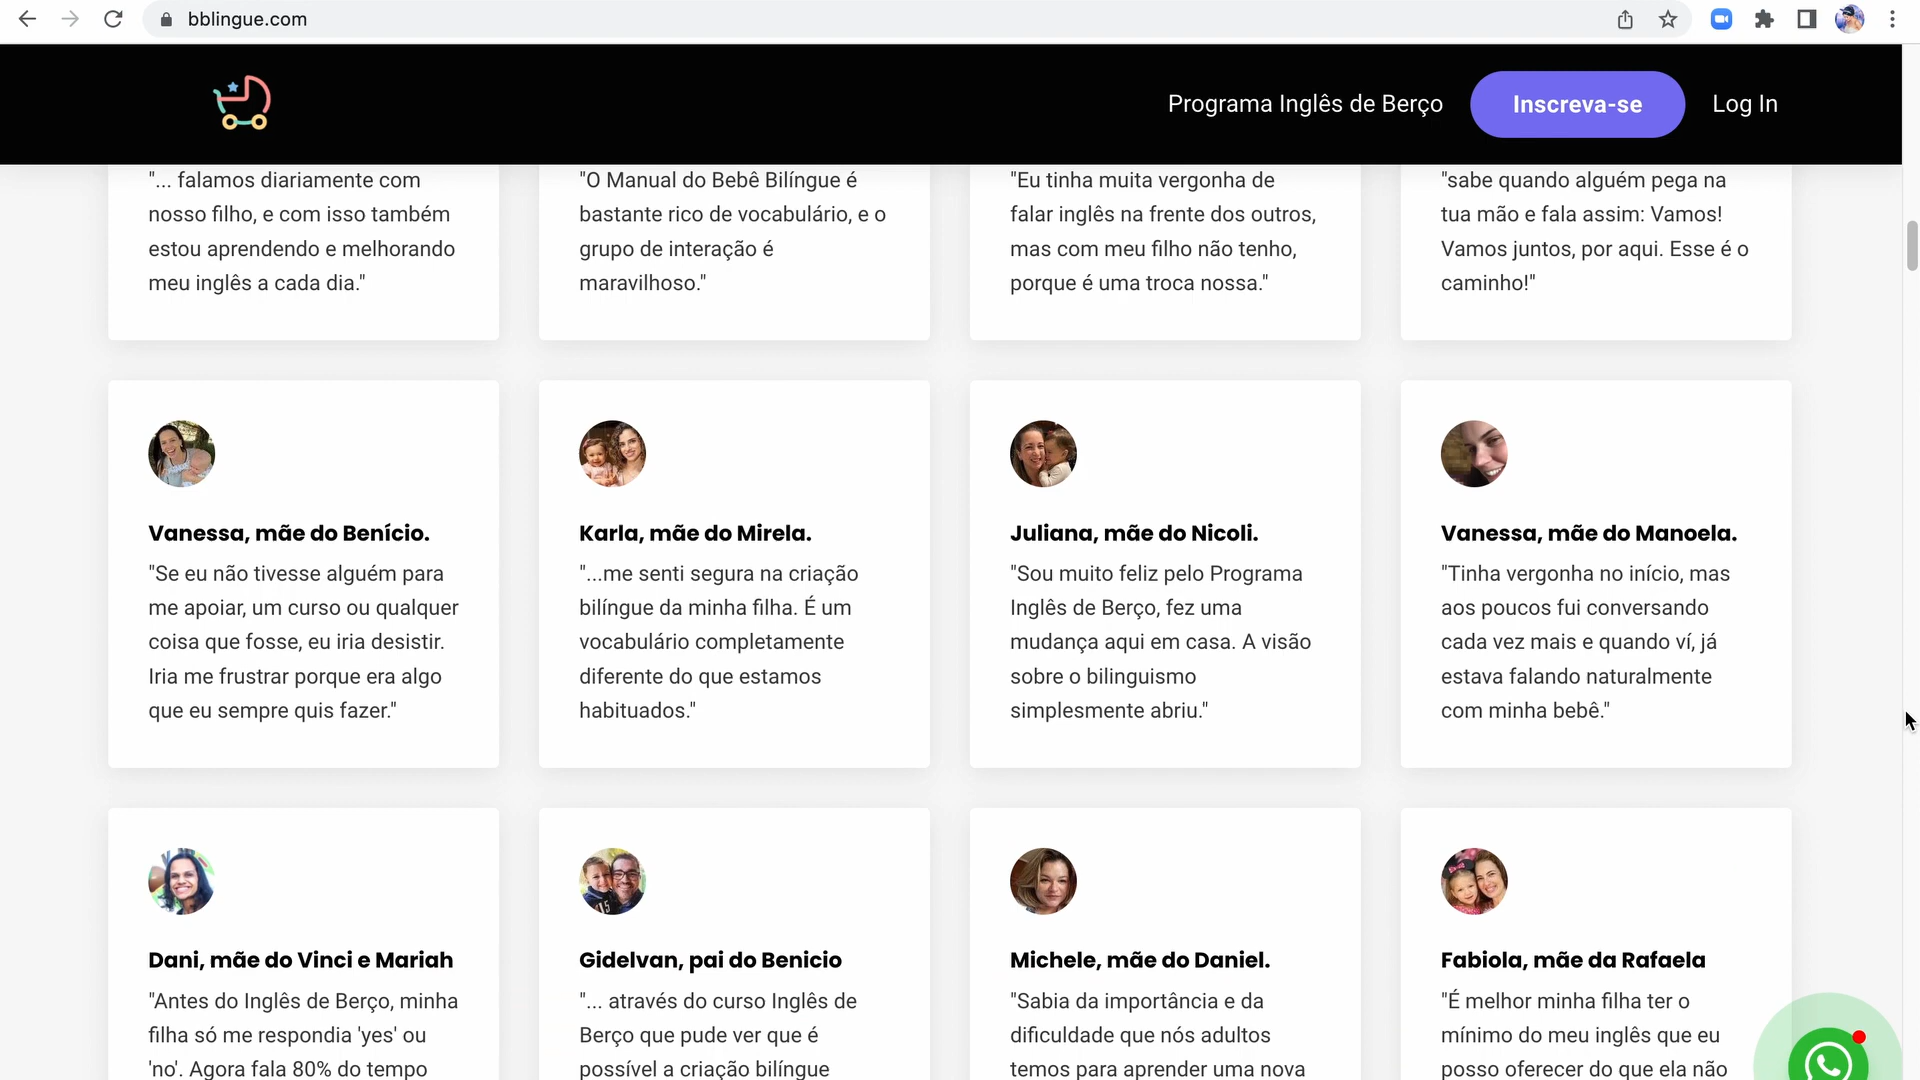 bblingue.com
Programa Inglês de Berço
Inscreva-se
Log In
"... falamos diariamente com
nosso filho, e com isso também
estou aprendendo e melhorando
meu inglês a cada dia."
"O Manual do Bebê Bilíngue é
bastante rico de vocabulário, e o
grupo de interação é
maravilhoso."
"Eu tinha muita vergonha de
falar inglês na frente dos outros,
mas com meu filho não tenho,
porque é uma troca nossa."
"sabe quando alguém pega na
tua mão e fala assim: Vamos!
Vamos juntos, por aqui. Esse é o
caminho!"
Vanessa, mãe do Benício.
"Se eu não tivesse alguém para
me apoiar, um curso ou qualquer
coisa que fosse, eu iria desistir.
Iria me frustrar porque era algo
que eu sempre quis fazer."
Karla, mãe do Mirela.
"...me senti segura na criação
bilíngue da minha filha. É um
vocabulário completamente
diferente do que estamos
habituados."
Juliana, mãe do Nicoli.
"Sou muito feliz pelo Programa
Inglês de Berço, fez uma
mudança aqui em casa. A visão
sobre o bilinguismo
simplesmente abriu."
Vanessa, mãe do Manoela.
"Tinha vergonha no início, mas
aos poucos fui conversando
cada vez mais e quando ví, já
estava falando naturalmente
com minha bebê."
Dani, mãe do Vinci e Mariah
"Antes do Inglês de Berço, minha
filha só me respondia 'yes' ou
'no'. Agora fala 80% do tempo
Gidelvan, pai do Benicio
"... através do curso Inglês de
Berço que pude ver que é
possível a criação bilíngue
Michele, mãe do Daniel.
"Sabia da importância e da
dificuldade que nós adultos
temos para aprender uma nova
Fabiola, mãe da Rafaela
"É melhor minha filha ter o
mínimo do meu inglês que eu
posso oferecer do que ela não